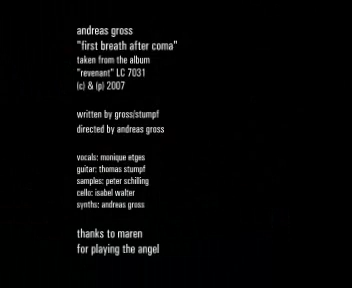 andreas gross
"first breath after coma"
taken from the album
"revenant" LC 7031
(c) & (p) 2007
written by gross/stumpf
directed by andreas gross
vocals: monique etges
guitar: thomas stumpf
samples: peter schilling
cello: isabel walter
synths: andreas gross
thanks to maren
for playing the angel